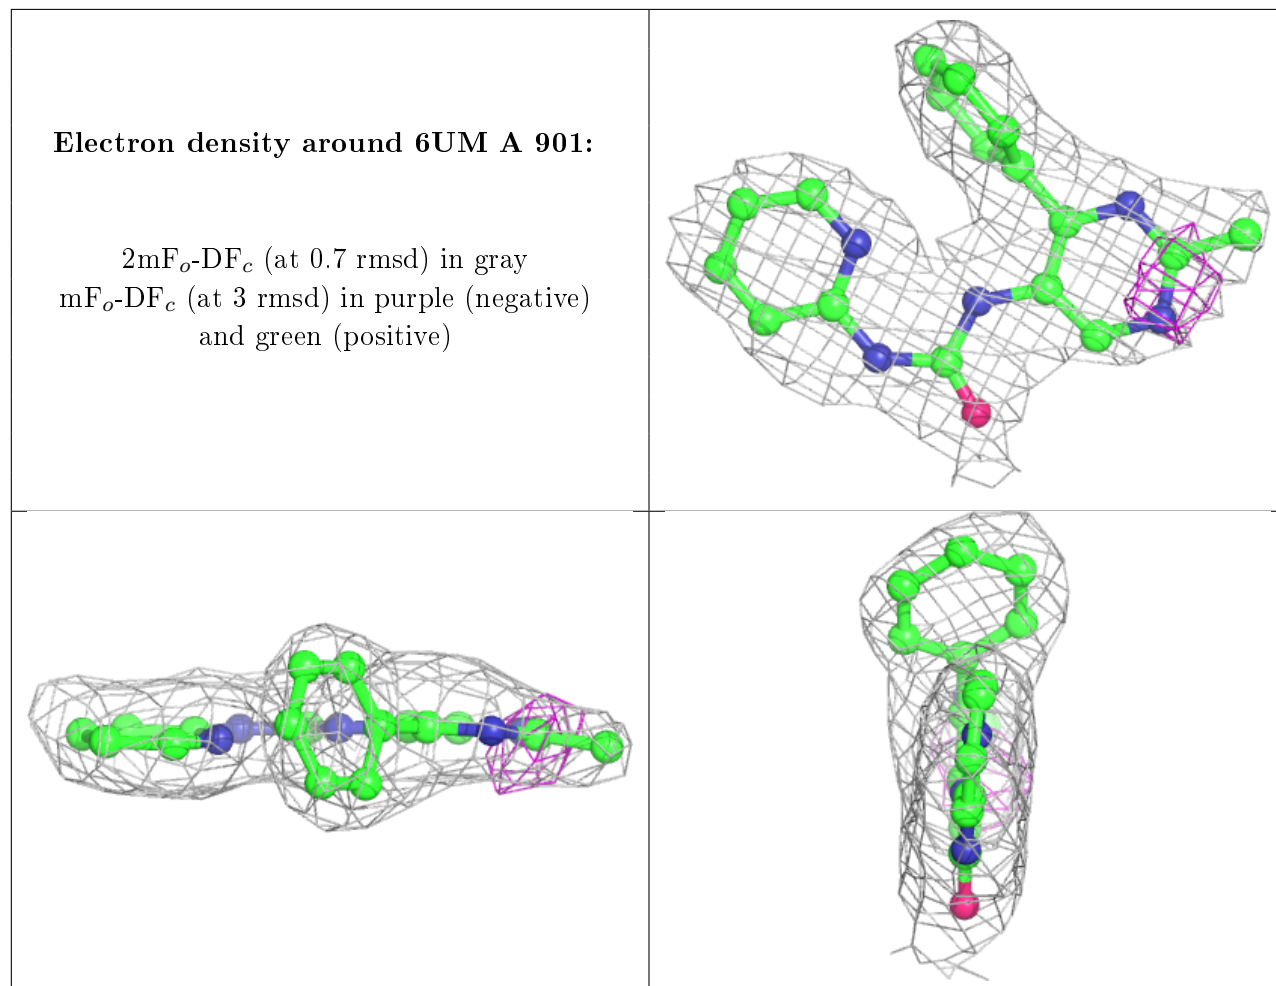 Electron density around 6UM A 901:
2mFo-DFc (at 0.7 rmsd) in gray
mFo-DFc (at 3 rmsd) in purple (negative)
and green (positive)